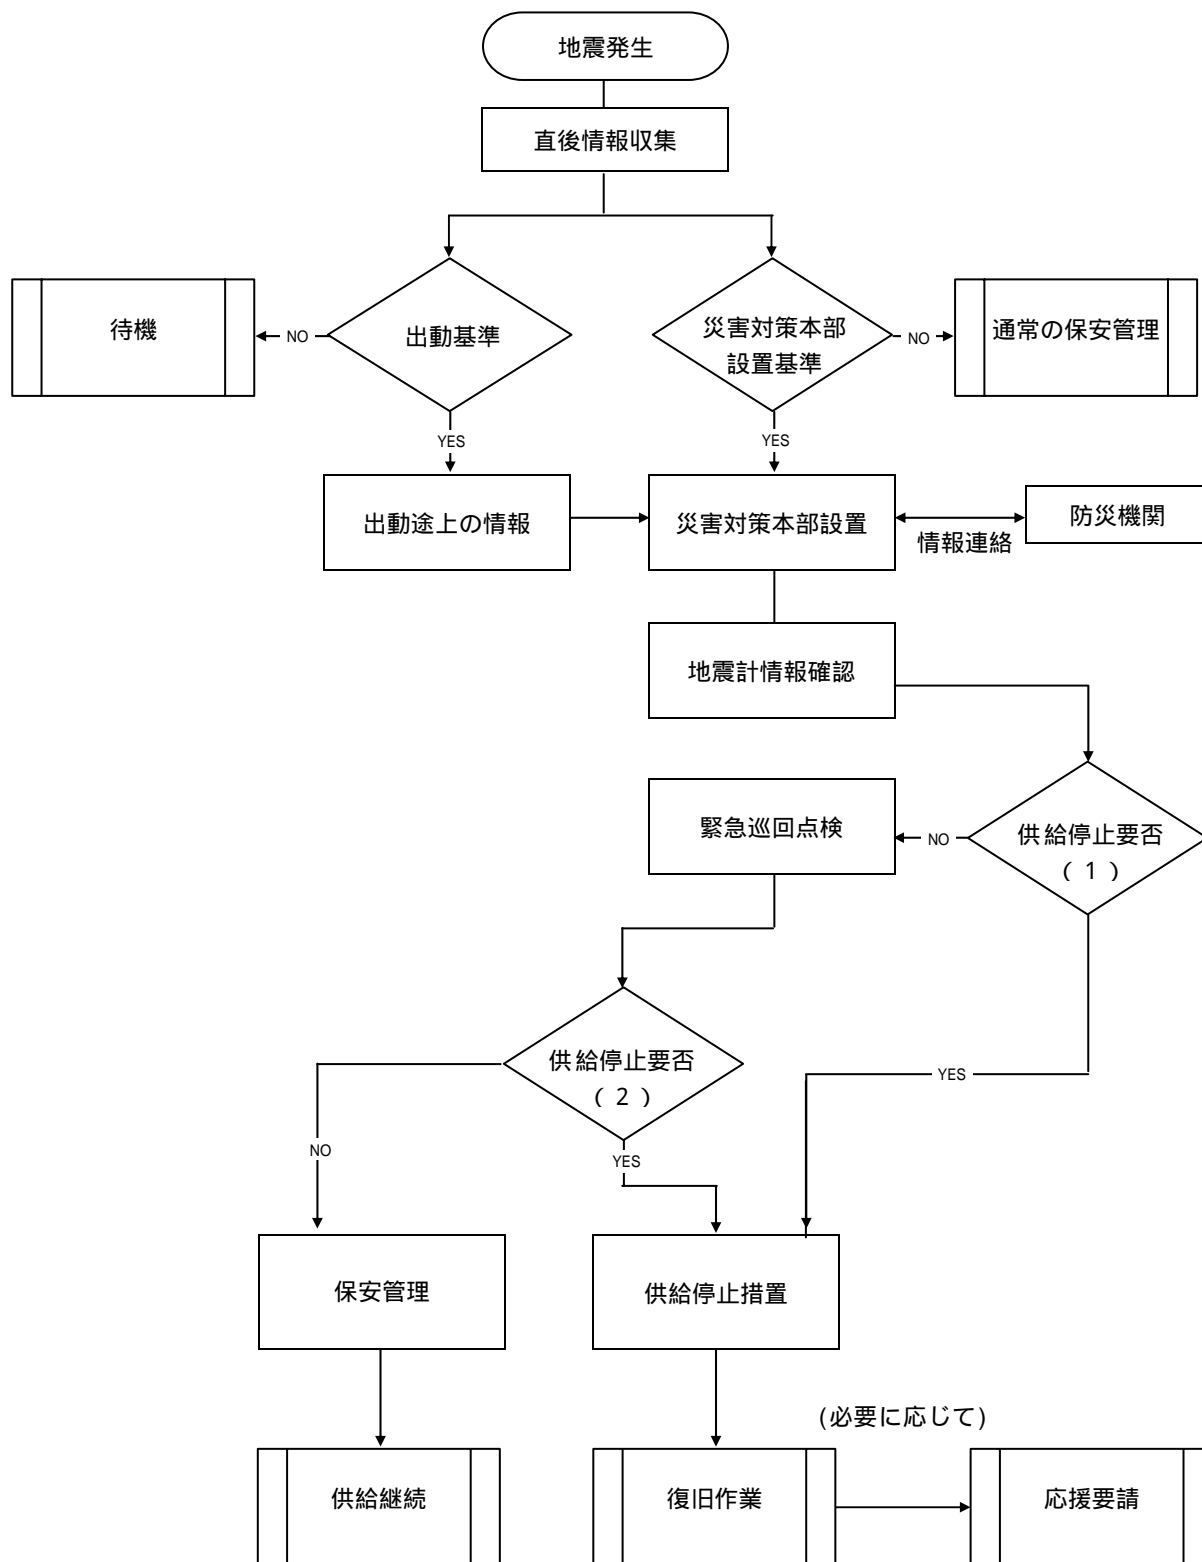 地震発生
直後情報収集
待機
NO
出動基準
災害対策本部
設置基準
NO
通常の保安管理
YES
YES
出動途上の情報
災害対策本部設置
情報連絡
防災機関
地震計情報確認
緊急巡回点検
NO
供給停止要否
( 1 )
供給停止要否
( 2 )
YES
NO
YES
保安管理
供給停止措置
(必要に応じて)
供給継続
復旧作業
応援要請